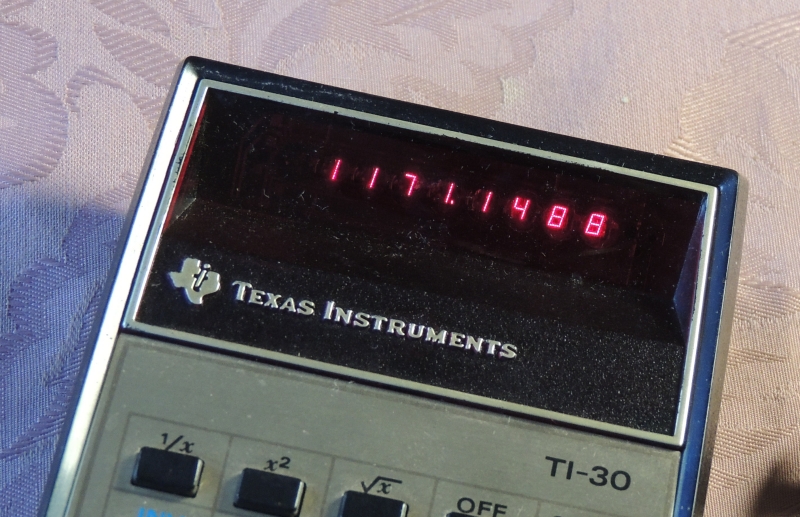 1171.1488
TEXAS INSTRUMENTS
TI-30
1/x
x²
√x
OFF